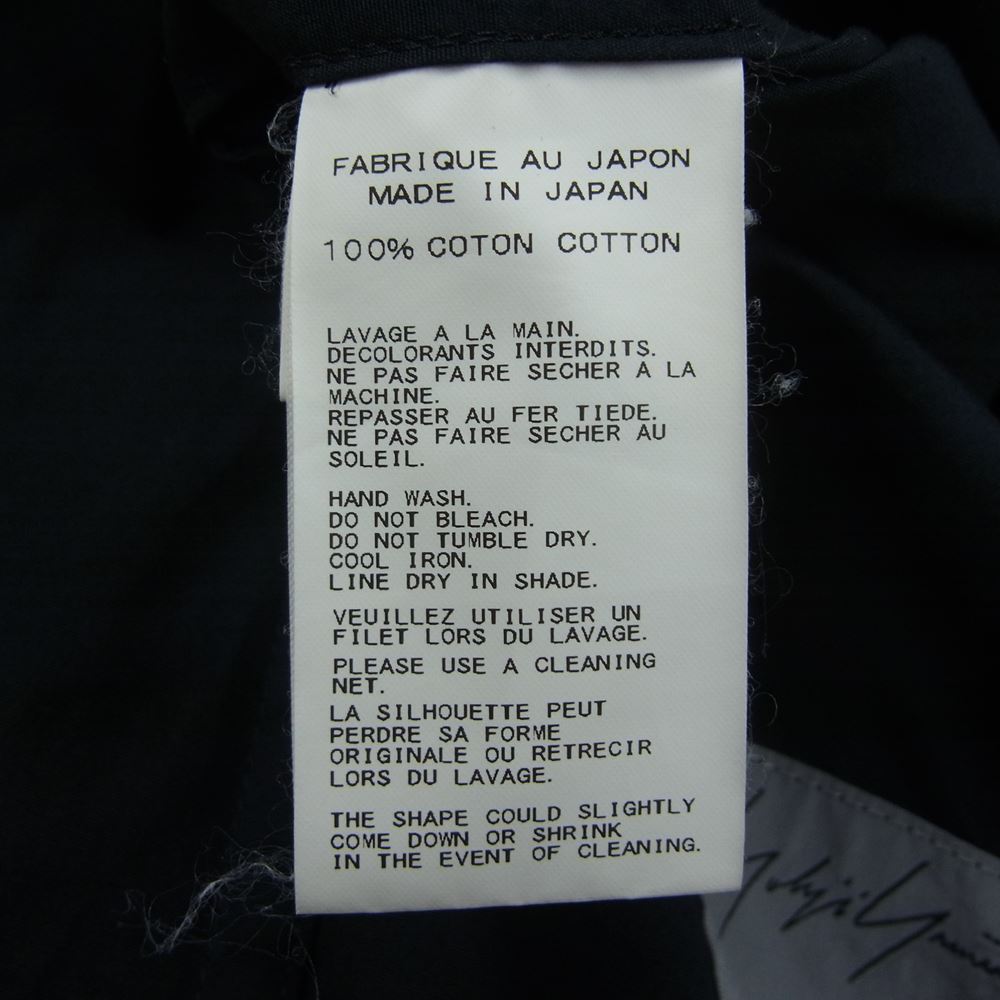 FABRIQUE AU JAPON
MADE IN JAPAN
100% COTON COTTON
LAVAGE A LA MAIN.
DECOLORANTS INTERDITS.
NE PAS FAIRE SECHER A LA
MACHINE.
REPASSER AU FER TIEDE.
NE PAS FAIRE SECHER AU
SOLEIL.
HAND WASH.
DO NOT BLEACH.
DO NOT TUMBLE DRY.
COOL IRON.
LINE DRY IN SHADE.
VEUILLEZ UTILISER UN
FILET LORS DU LAVAGE.
PLEASE USE A CLEANING
NET.
LA SILHOUETTE PEUT
PERDRE SA FORME
ORIGINALE OU RETRECIR
LORS DU LAVAGE.
THE SHAPE COULD SLIGHTLY
COME DOWN OR SHRINK
IN THE EVENT OF CLEANING.